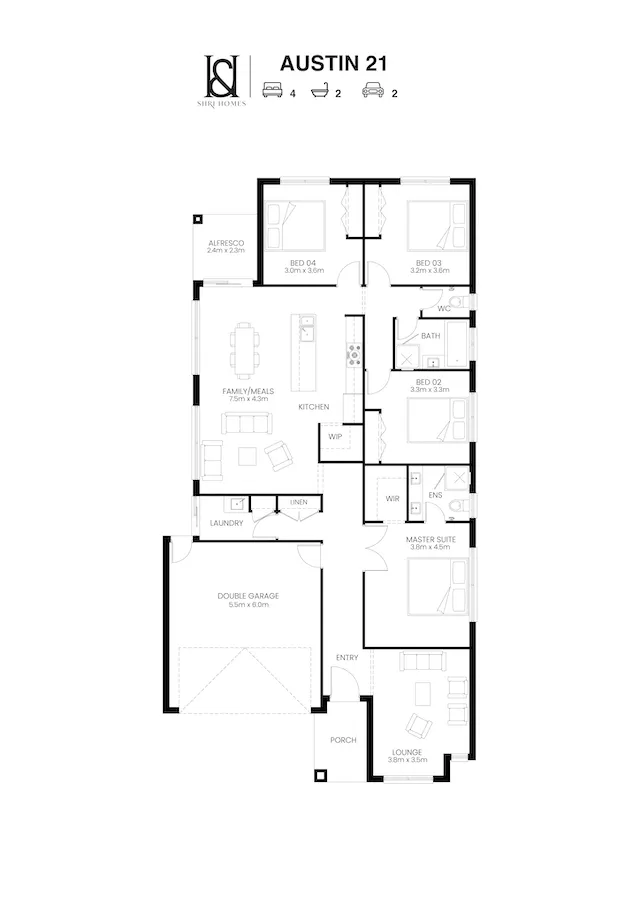 AUSTIN 21
SHRI HOMES
4 2 2
ALFRESCO
2.4m x 2.3m
BED 04
3.0m x 3.6m
BED 03
3.2m x 3.6m
WC
BATH
BED 02
3.3m x 3.3m
FAMILY/MEALS
7.5m x 4.3m
KITCHEN
WIP
WIR
ENS
LINEN
LAUNDRY
MASTER SUITE
3.8m x 4.5m
DOUBLE GARAGE
5.5m x 6.0m
ENTRY
PORCH
LOUNGE
3.8m x 3.5m